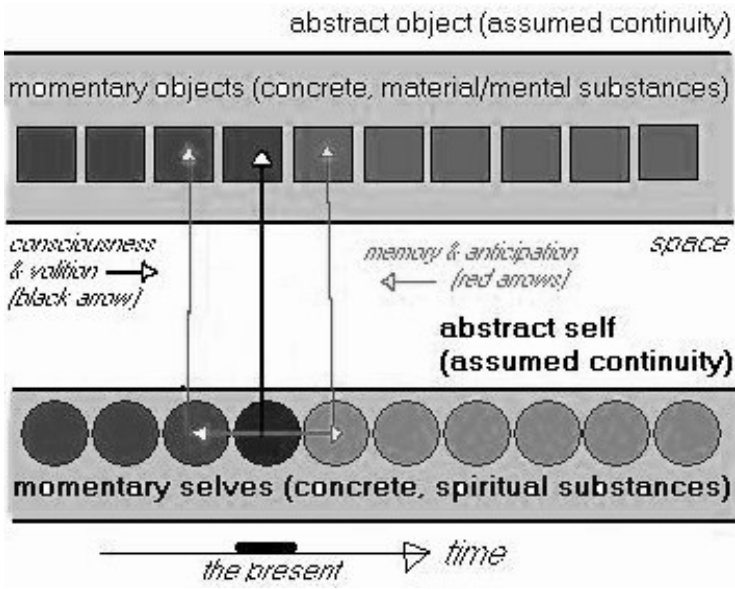 abstract object (assumed continuity)
momentary objects (concrete, material/mental substances)
consciousness
& volition
(black arrow)
memory & anticipation
(red arrows)
space
abstract self
(assumed continuity)
momentary selves (concrete, spiritual substances)
time
the present